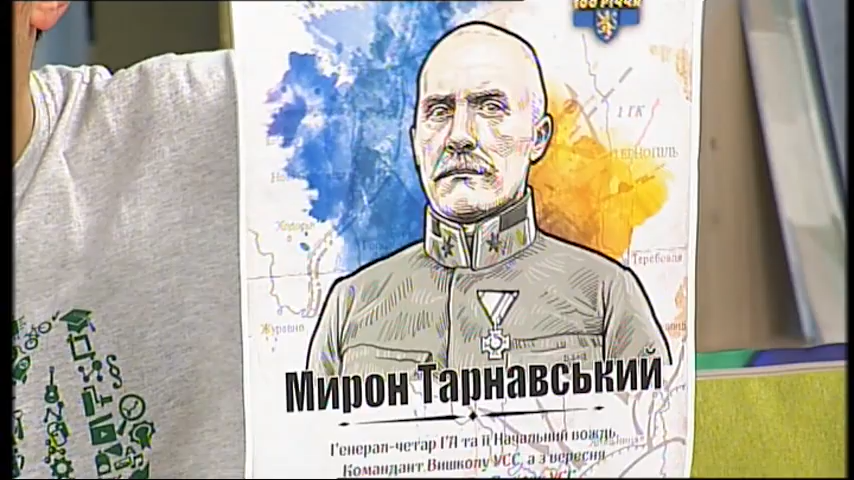 100 РІЧЧЯ
1 ГК
Ходорів
Теребовля
Журавно
Мирон Тарнавський
Генерал-четар ГА та її Начальний вождь,
Командант Вишколу УСС, а з вересня